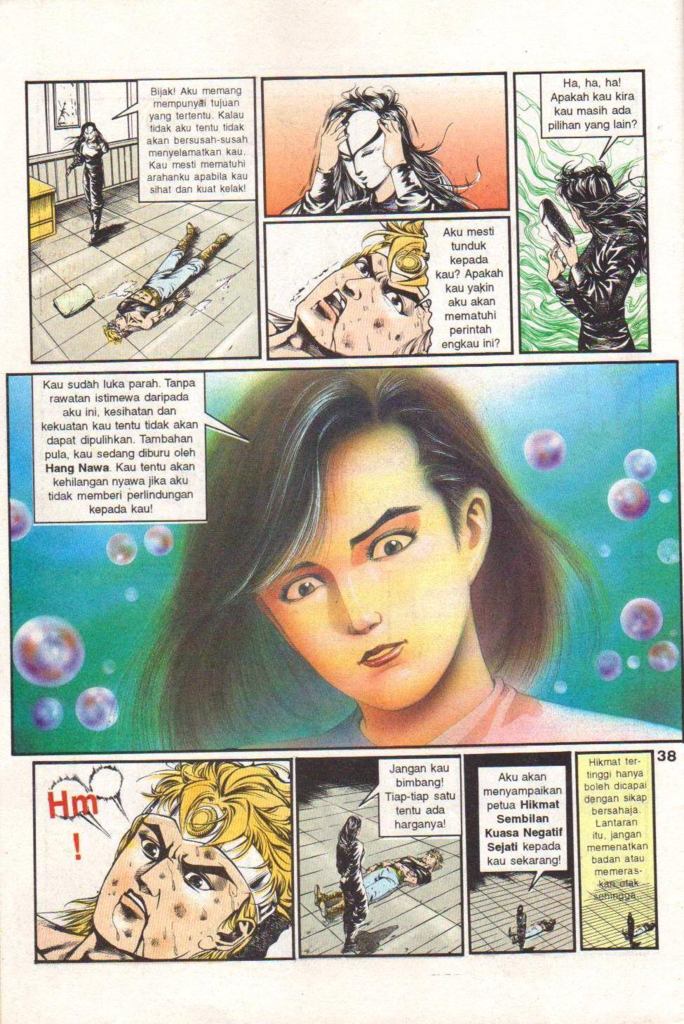 Bijak! Aku memang
mempunyai tujuan
yang tertentu. Kalau
tidak aku tentu tidak
akan bersusah-susah
menyelamatkan kau.
Kau mesti mematuhi
arahanku apabila kau
sihat dan kuat kelak!
Aku mesti
tunduk
kepada
kau? Apakah
kau yakin
aku akan
mematuhi
perintah
engkau ini?
Ha, ha, ha!
Apakah kau kira
kau masih ada
pilihan yang lain?
Kau sudah luka parah. Tanpa
rawatan istimewa daripada
aku ini, kesihatan dan
kekuatan kau tentu tidak akan
dapat dipulihkan. Tambahan
pula, kau sedang diburu oleh
Hang Nawa. Kau tentu akan
kehilangan nyawa jika aku
tidak memberi perlindungan
kepada kau!
Hm
!
Jangan kau
bimbang!
Tiap-tiap satu
tentu ada
harganya!
Aku akan
menyampaikan
petua Hikmat
Sembilan
Kuasa Negatif
Sejati kepada
kau sekarang!
Hikmat ter-
tinggi hanya
boleh dicapai
dengan sikap
bersahaja.
Lantaran
itu, jangan
memenatkan
badan atau
memeras-
kan otak
sehingga
38